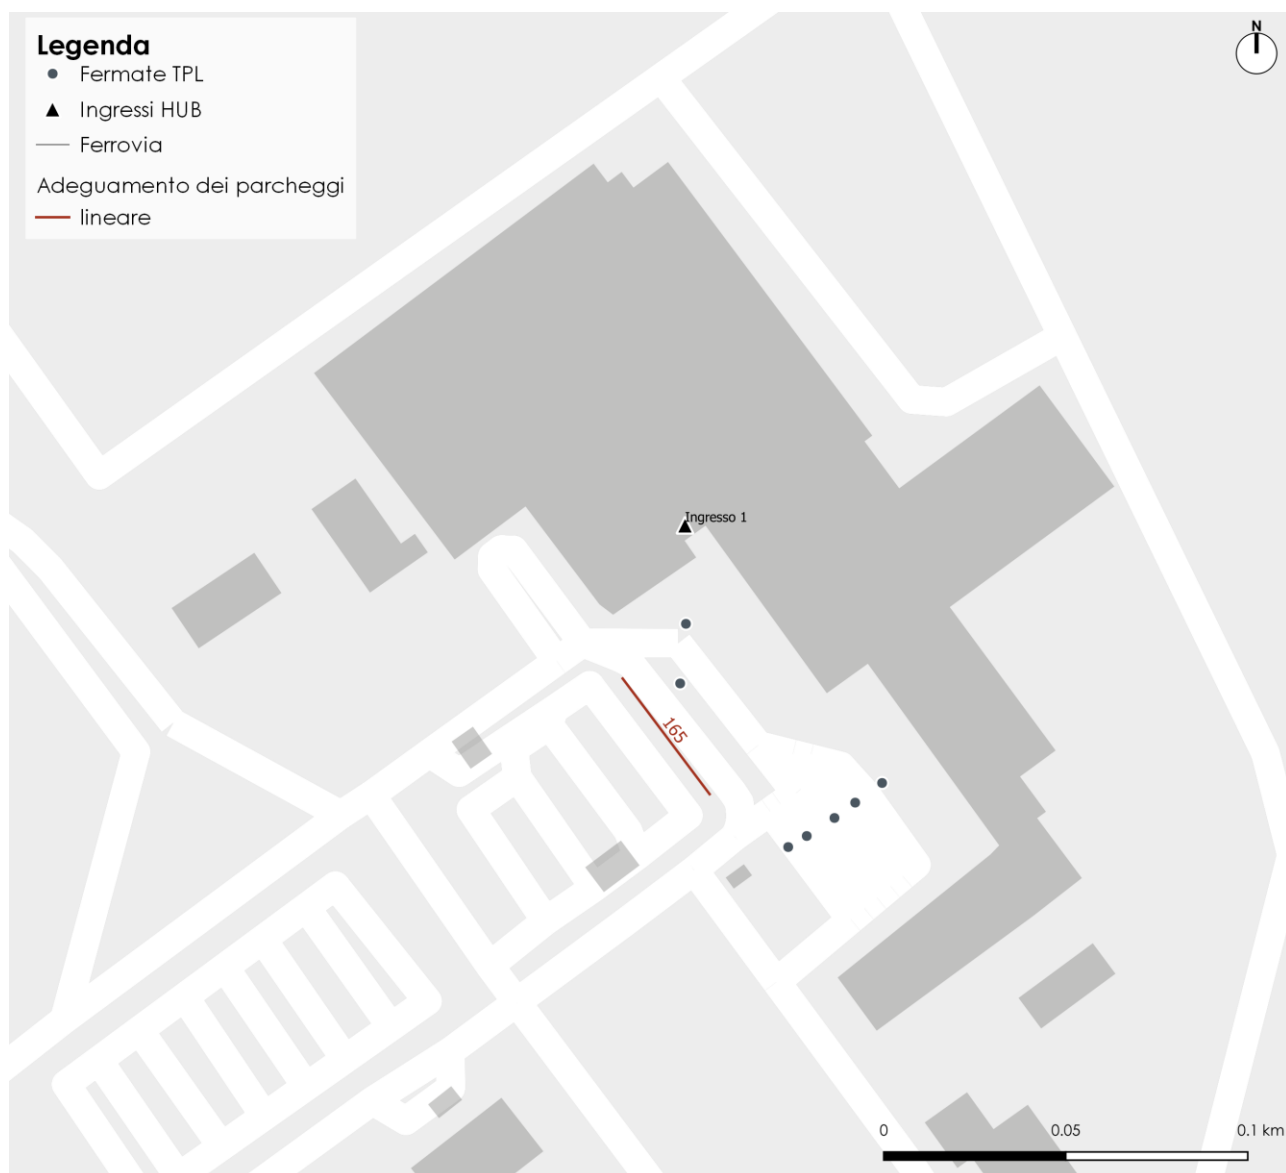 Legenda
Fermate TPL
Ingressi HUB
Ferrovia
Adeguamento dei parcheggi
lineare
N
Ingresso 1
165
0 0.05 0.1 km